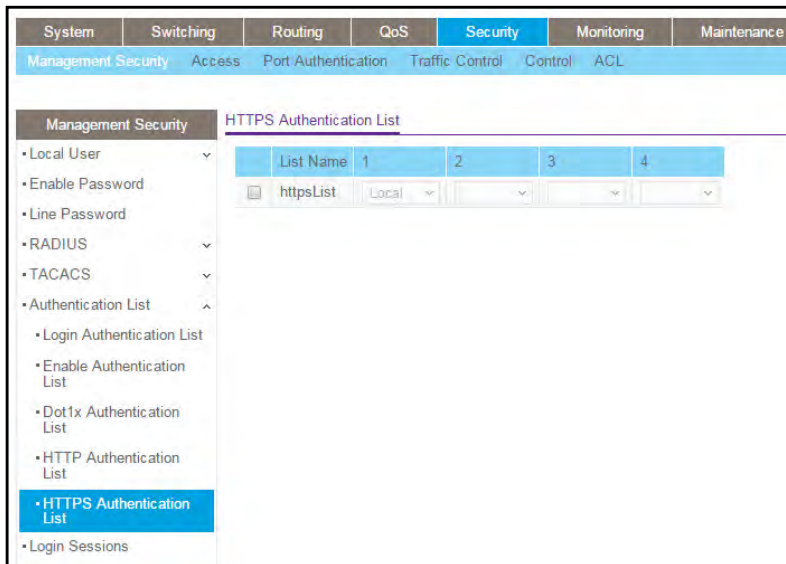 System Switching Routing QoS Security Monitoring Maintenance
Management Security Access Port Authentication Traffic Control Control ACL
Management Security
Local User
Enable Password
Line Password
RADIUS
TACACS
Authentication List
Login Authentication List
Enable Authentication
List
Dot1x Authentication
List
HTTP Authentication
List
HTTPS Authentication
List
Login Sessions
HTTPS Authentication List
List Name 1 2 3 4
httpsList Local